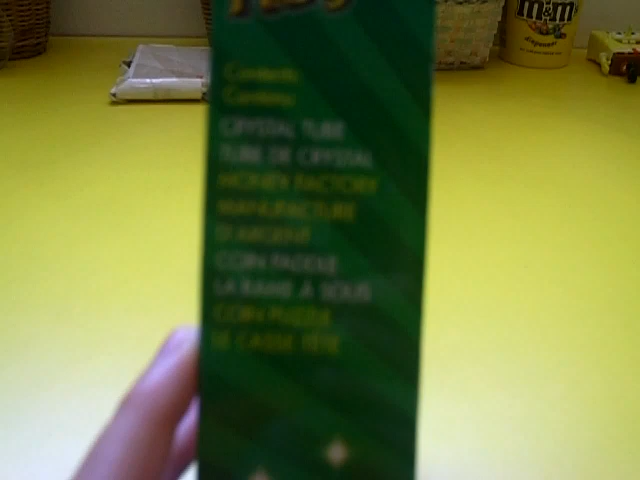 Contents:
Contenu:
CRYSTAL TUBE
TUBE DE CRYSTAL
MONEY FACTORY
MANUFACTURE
D'ARGENT
COIN PADDLE
LA RAME À SOUS
COIN PUZZLE
LE CASSE TÊTE
m&m